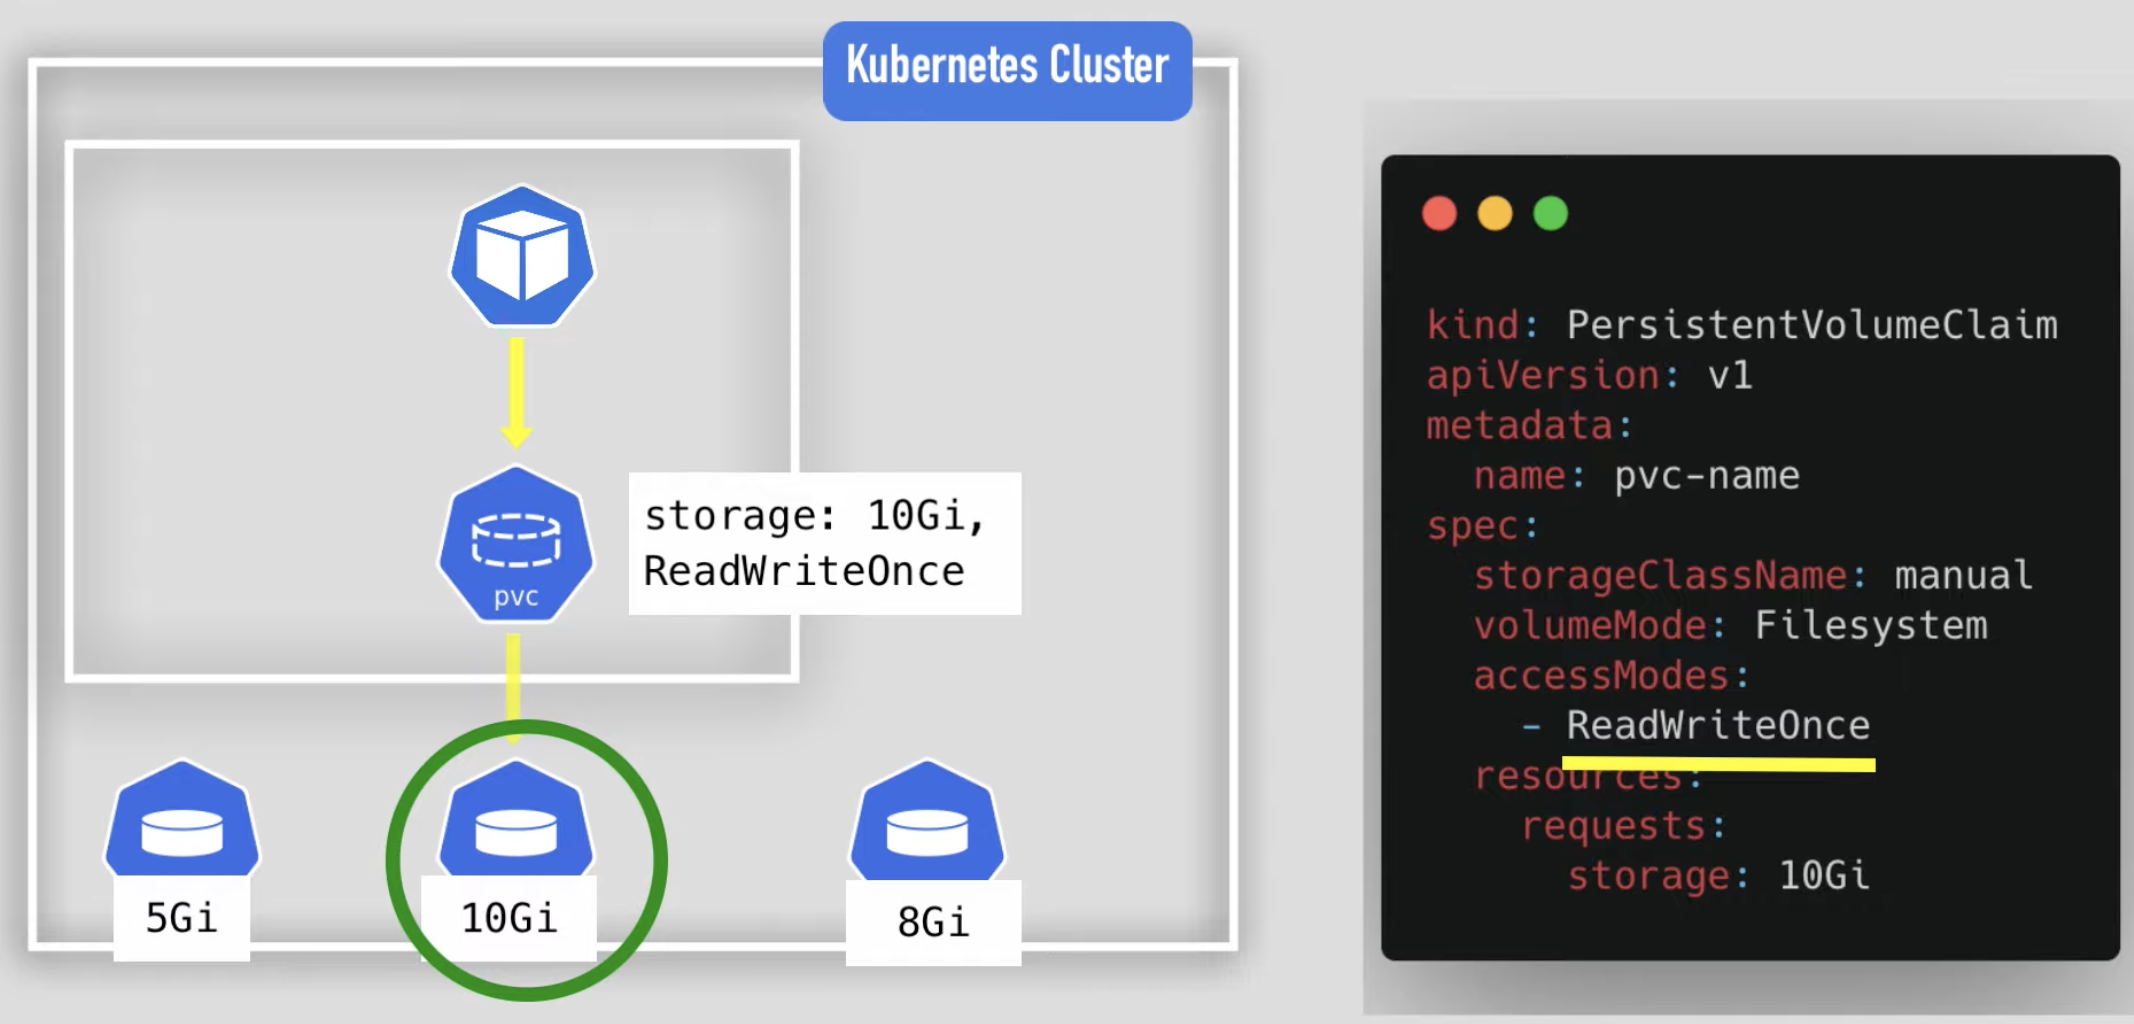 Kubernetes Cluster
storage: 10Gi,
ReadWriteOnce
pvc
5Gi
10Gi
8Gi
kind: PersistentVolumeClaim
apiVersion: v1
metadata:
  name: pvc-name
spec:
  storageClassName: manual
  volumeMode: Filesystem
  accessModes:
    - ReadWriteOnce
  resources:
    requests:
      storage: 10Gi